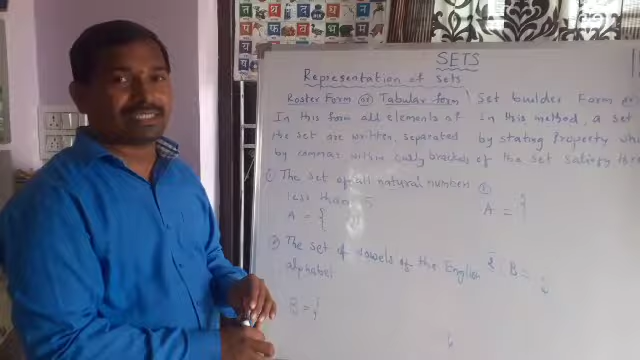 SETS
Representation of Sets
Roster Form or Tabular form
In this form all elements of
the set are written, separated
by commas within curly brackets
Set builder Form
in this method, a set
by stating Property
of the set satisfy
① The set of all natural number
less than 5
A = {
① A = {
② The set of vowels of the English
alphabet
B = {
2 B =